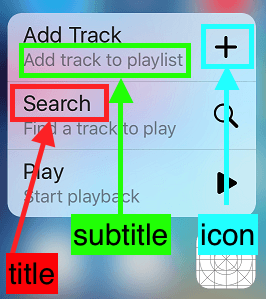 Add Track
Add track to playlist
Search
Find a track to play
Play
Start playback
subtitle
icon
title